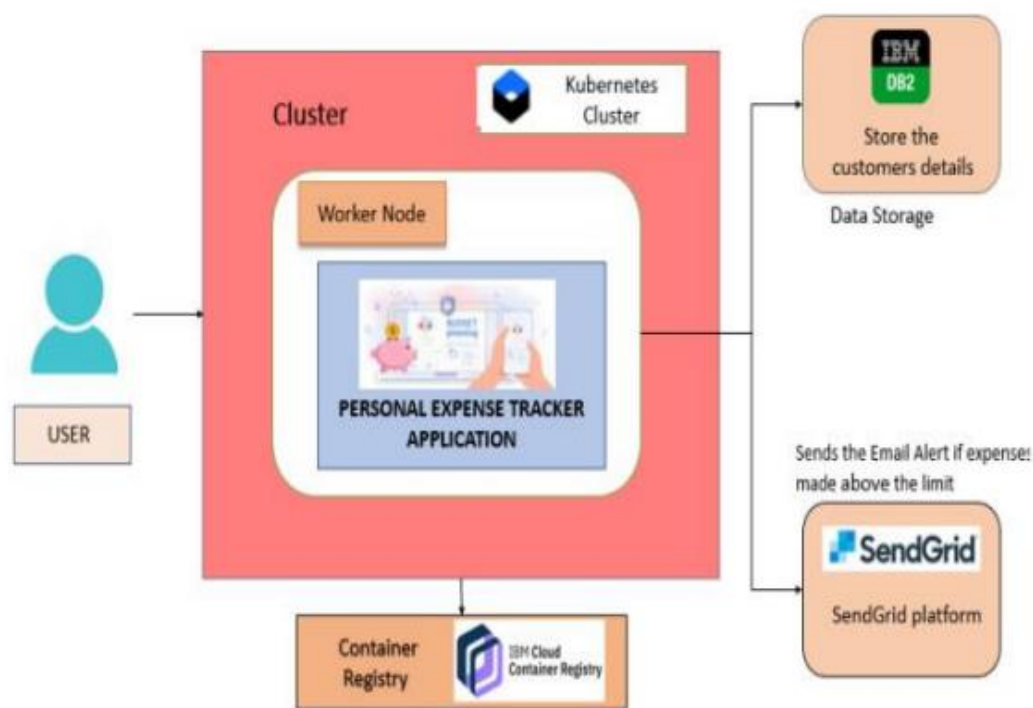 IBM
DB2
Store the
customers details
Data Storage
Kubernetes
Cluster
Cluster
Worker Node
PERSONAL EXPENSE TRACKER
APPLICATION
USER
Sends the Email Alert if expense:
made above the limit
SendGrid
SendGrid platform
Container
Registry
IBM Cloud
Container Registry